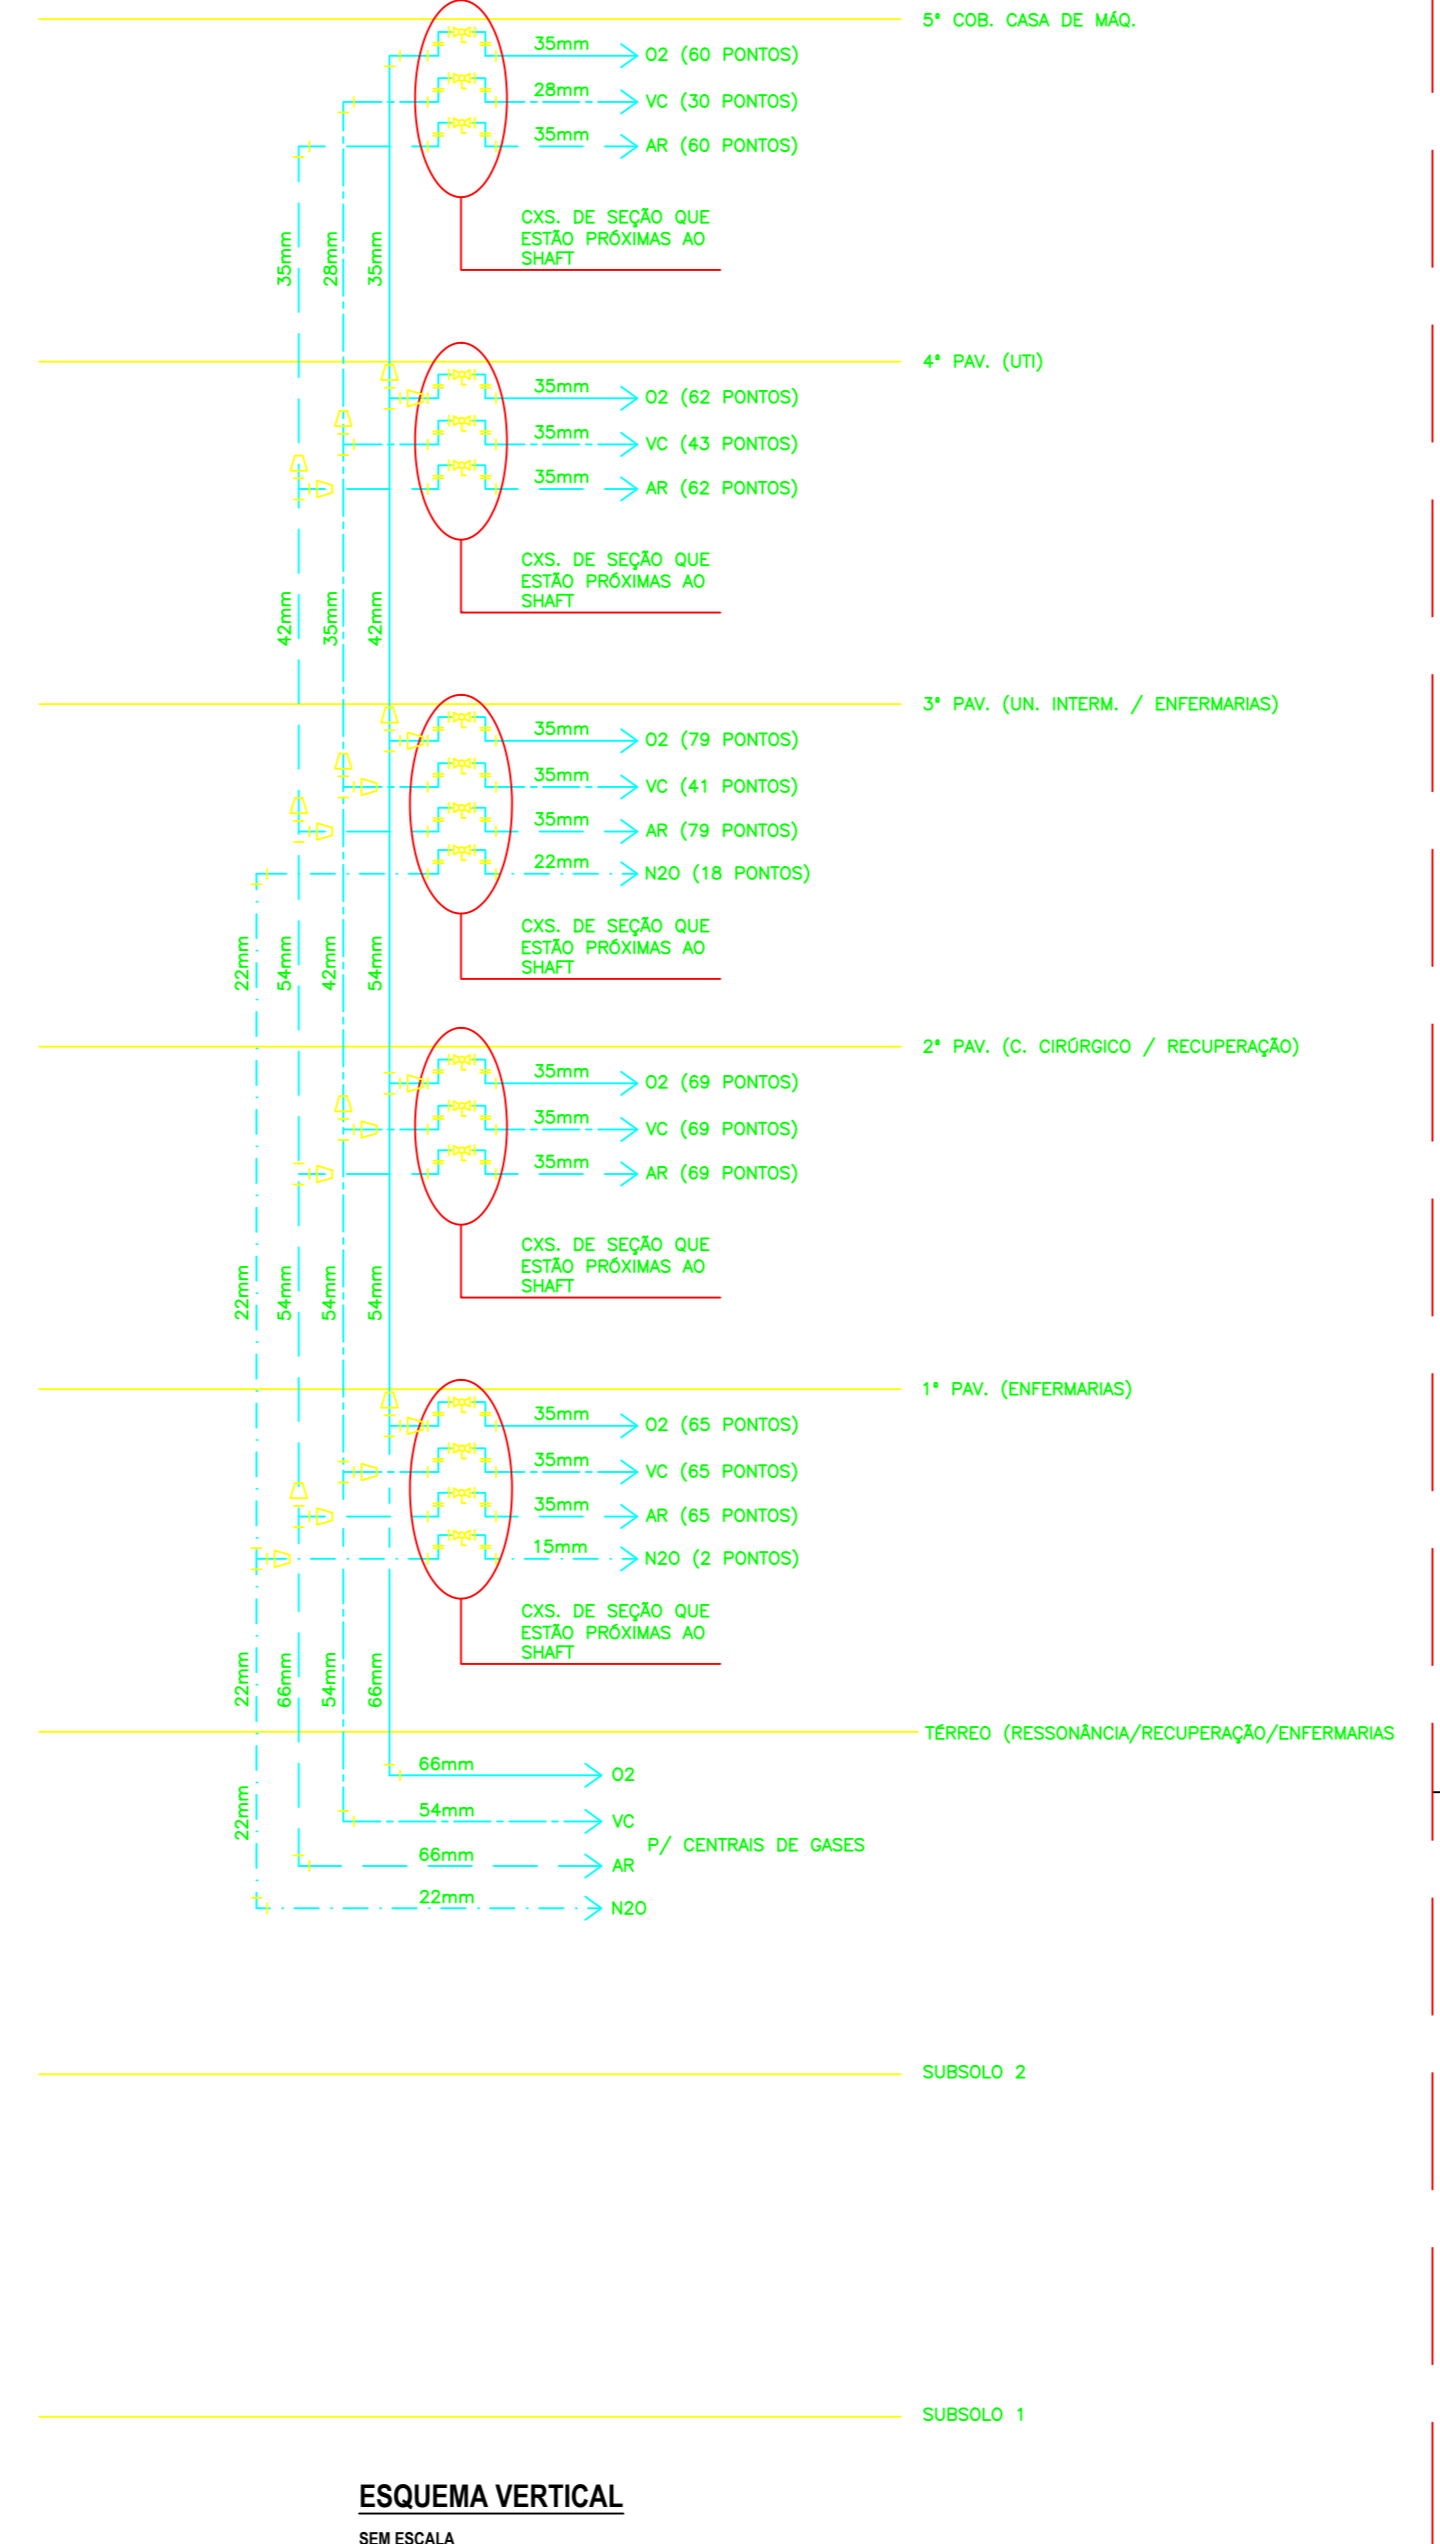 5ª COB. CASA DE MÁQ.
35mm
O2 (60 PONTOS)
28mm
VC (30 PONTOS)
35mm
AR (60 PONTOS)
CXS. DE SEÇÃO QUE
ESTÃO PRÓXIMAS AO
SHAFT
35mm
28mm
35mm
4ª PAV. (UTI)
35mm
O2 (62 PONTOS)
35mm
VC (43 PONTOS)
35mm
AR (62 PONTOS)
CXS. DE SEÇÃO QUE
ESTÃO PRÓXIMAS AO
SHAFT
42mm
35mm
42mm
3ª PAV. (UN. INTERM. / ENFERMARIAS)
35mm
O2 (79 PONTOS)
35mm
VC (41 PONTOS)
35mm
AR (79 PONTOS)
22mm
N2O (18 PONTOS)
CXS. DE SEÇÃO QUE
ESTÃO PRÓXIMAS AO
SHAFT
22mm
54mm
42mm
54mm
2ª PAV. (C. CIRÚRGICO / RECUPERAÇÃO)
35mm
O2 (69 PONTOS)
35mm
VC (69 PONTOS)
35mm
AR (69 PONTOS)
CXS. DE SEÇÃO QUE
ESTÃO PRÓXIMAS AO
SHAFT
22mm
54mm
54mm
54mm
1ª PAV. (ENFERMARIAS)
35mm
O2 (65 PONTOS)
35mm
VC (65 PONTOS)
35mm
AR (65 PONTOS)
15mm
N2O (2 PONTOS)
CXS. DE SEÇÃO QUE
ESTÃO PRÓXIMAS AO
SHAFT
22mm
66mm
54mm
66mm
TÉRREO (RESSONÂNCIA/RECUPERAÇÃO/ENFERMARIAS
66mm
O2
22mm
54mm
VC
P/ CENTRAIS DE GASES
66mm
AR
22mm
N2O
SUBSOLO 2
SUBSOLO 1
ESQUEMA VERTICAL
SEM ESCALA